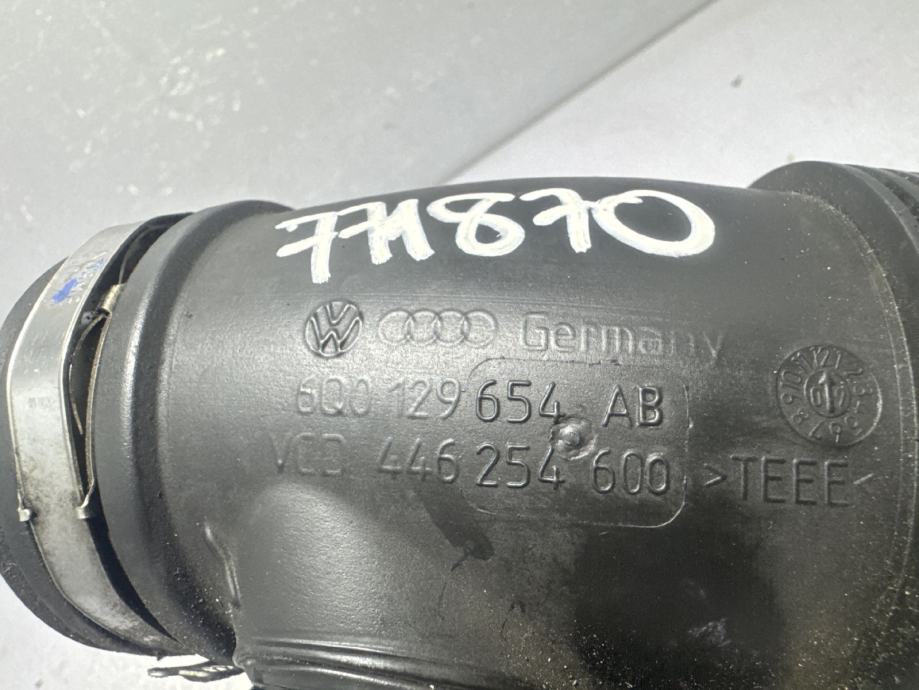 771870
Germany
6Q0 129 654 AB
VCD 446 254 600 >TEEE<